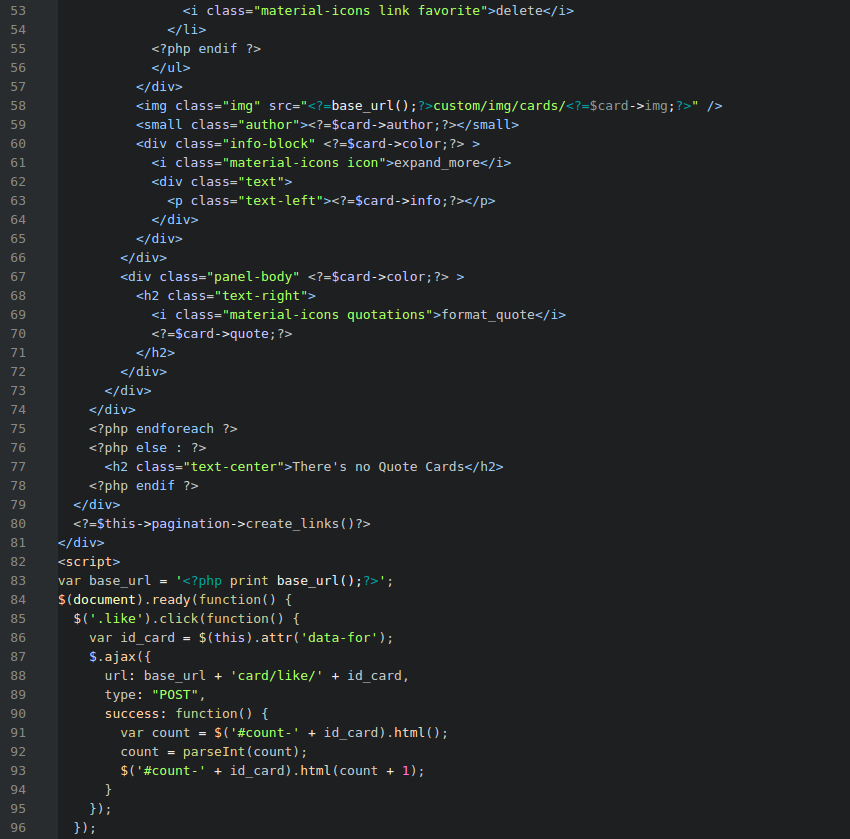 53 <i class="material-icons link favorite">delete</i>
54 </li>
55 <?php endif ?>
56 </ul>
57 </div>
58 <img class="img" src="<?=base_url();?>custom/img/cards/<?=$card->img;?>" />
59 <small class="author"><?=$card->author;?></small>
60 <div class="info-block" <?=$card->color;?> >
61 <i class="material-icons icon">expand_more</i>
62 <div class="text">
63 <p class="text-left"><?=$card->info;?></p>
64 </div>
65 </div>
66 </div>
67 <div class="panel-body" <?=$card->color;?> >
68 <h2 class="text-right">
69 <i class="material-icons quotations">format_quote</i>
70 <?=$card->quote;?>
71 </h2>
72 </div>
73 </div>
74 </div>
75 <?php endforeach ?>
76 <?php else : ?>
77 <h2 class="text-center">There's no Quote Cards</h2>
78 <?php endif ?>
79 </div>
80 <?=$this->pagination->create_links()?>
81 </div>
82 <script>
83 var base_url = '<?php print base_url();?>';
84 $(document).ready(function() {
85 $('.like').click(function() {
86 var id_card = $(this).attr('data-for');
87 $.ajax({
88 url: base_url + 'card/like/' + id_card,
89 type: "POST",
90 success: function() {
91 var count = $('#count-' + id_card).html();
92 count = parseInt(count);
93 $('#count-' + id_card).html(count + 1);
94 }
95 });
96 });